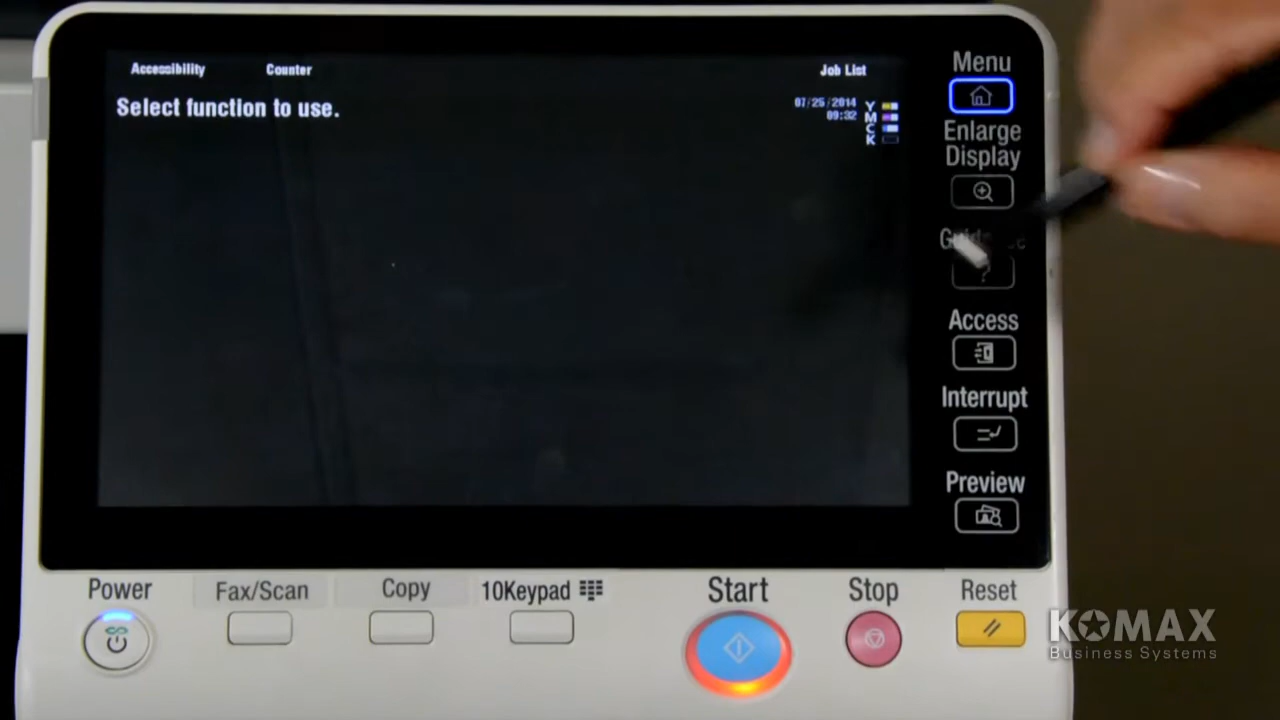 Accessibility Counter Job List
Select function to use.
07/25/2014
09:32
Y
M
C
K
Menu
Enlarge
Display
Access
Interrupt
Preview
Power
Fax/Scan
Copy
10Keypad
Start
Stop
Reset
KOMAX
Business Systems